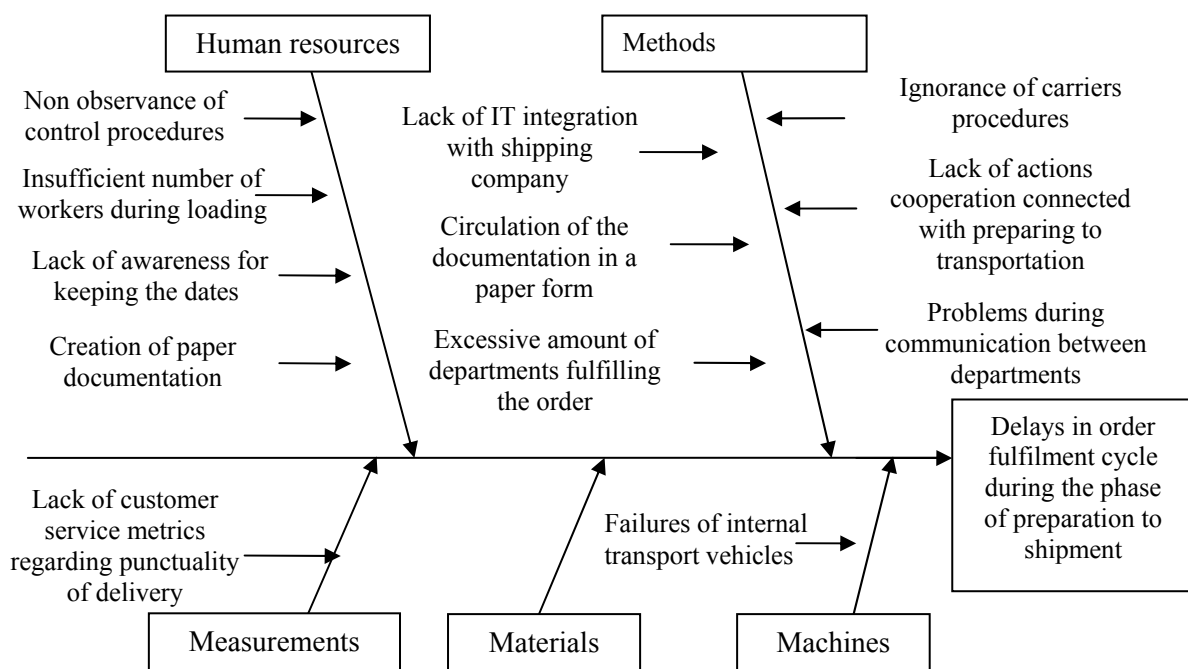 Human resources
Methods
Non observance of
control procedures
Insufficient number of
workers during loading
Lack of awareness for
keeping the dates
Creation of paper
documentation
Lack of IT integration
with shipping
company
Circulation of the
documentation in a
paper form
Excessive amount of
departments fulfilling
the order
Ignorance of carriers
procedures
Lack of actions
cooperation connected
with preparing to
transportation
Problems during
communication between
departments
Delays in order
fulfilment cycle
during the phase
of preparation to
shipment
Lack of customer
service metrics
regarding punctuality
of delivery
Failures of internal
transport vehicles
Measurements
Materials
Machines